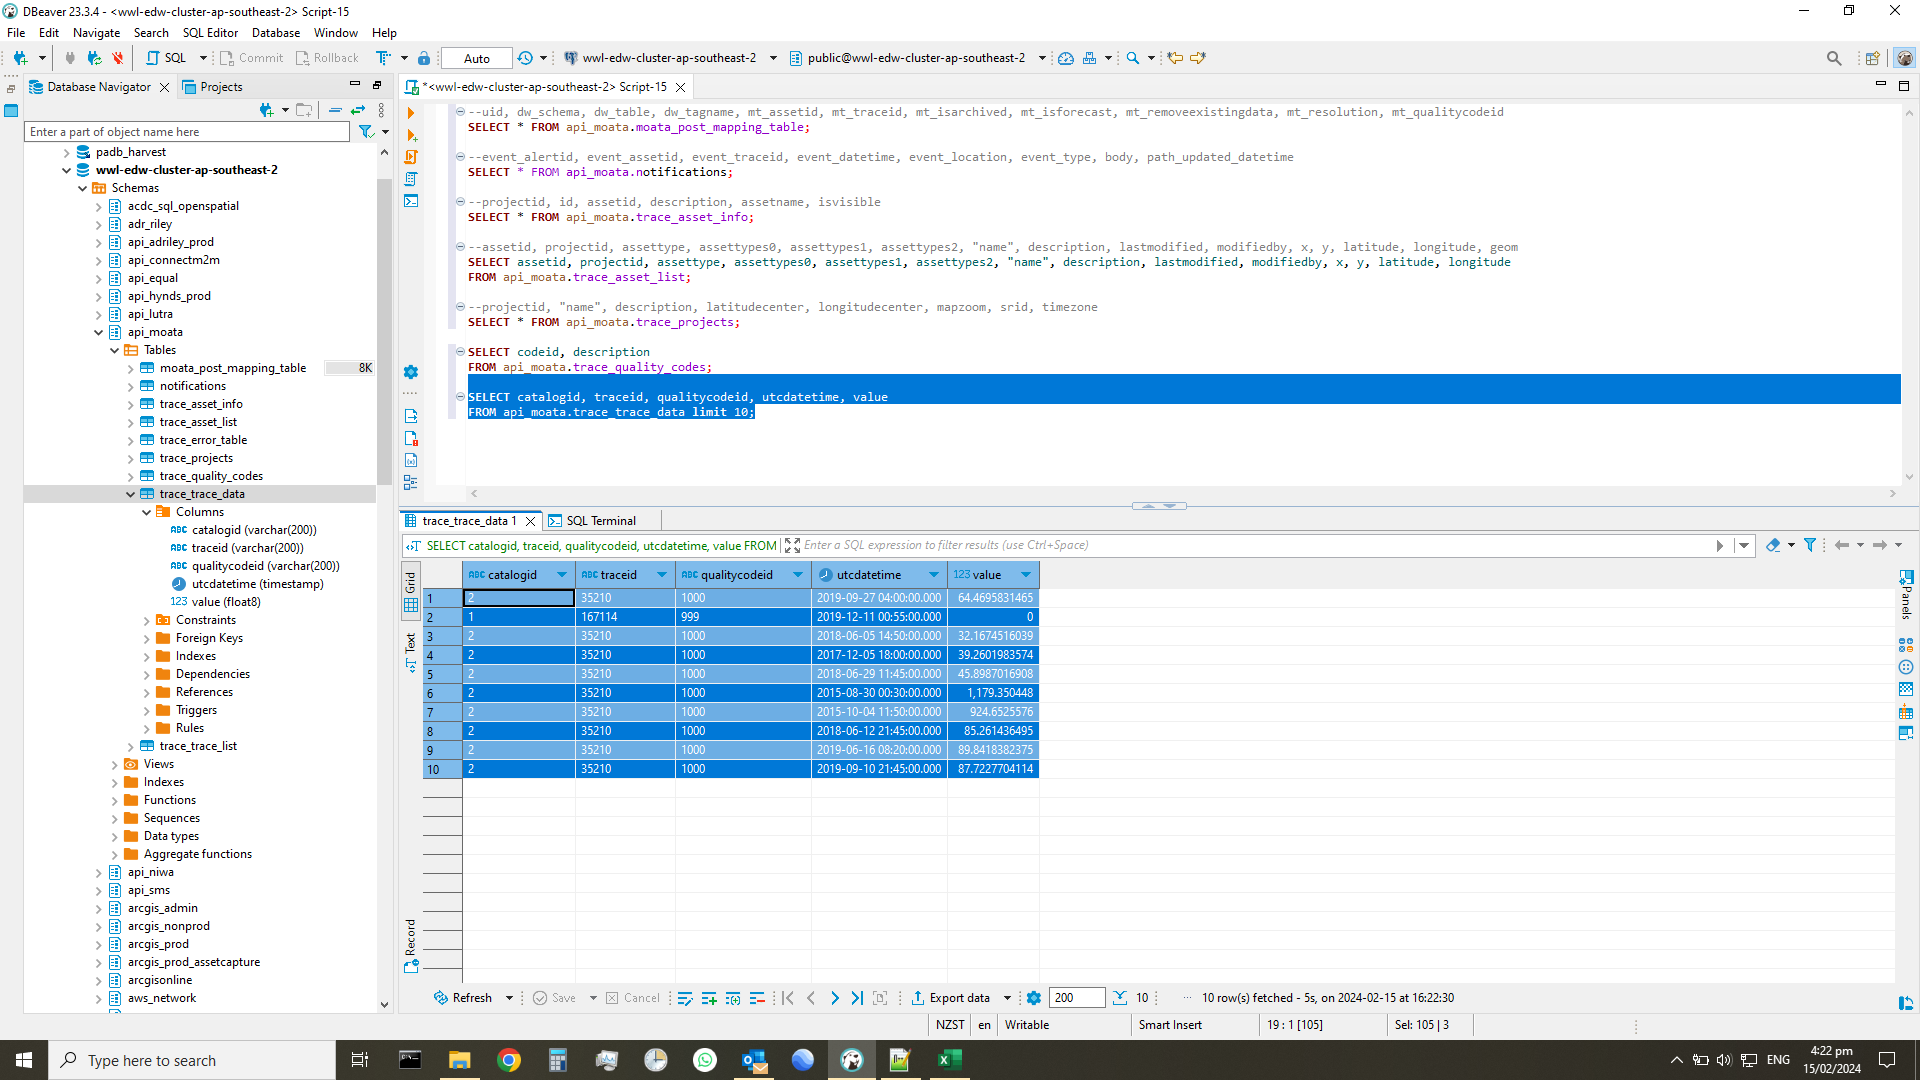 DBeaver 23.3.4 - <wwl-edw-cluster-ap-southeast-2> Script-15
File Edit Navigate Search SQL Editor Database Window Help
SQL Commit Rollback Auto wwl-edw-cluster-ap-southeast-2 public@wwl-edw-cluster-ap-southeast-2
Database Navigator Projects
Enter a part of object name here
padb_harvest
wwl-edw-cluster-ap-southeast-2
Schemas
acdc_sql_openspatial
adr_riley
api_adriley_prod
api_connectm2m
api_equal
api_hynds_prod
api_lutra
api_moata
Tables
moata_post_mapping_table 8K
notifications
trace_asset_info
trace_asset_list
trace_error_table
trace_projects
trace_quality_codes
trace_trace_data
Columns
ABC catalogid (varchar(200))
ABC traceid (varchar(200))
ABC qualitycodeid (varchar(200))
utcdatetime (timestamp)
123 value (float8)
Constraints
Foreign Keys
Indexes
Dependencies
References
Triggers
Rules
trace_trace_list
Views
Indexes
Functions
Sequences
Data types
Aggregate functions
api_niwa
api_sms
arcgis_admin
arcgis_nonprod
arcgis_prod
arcgis_prod_assetcapture
arcgisonline
aws_network
*<wwl-edw-cluster-ap-southeast-2> Script-15
--uid, dw_schema, dw_table, dw_tagname, mt_assetid, mt_traceid, mt_isarchived, mt_isforecast, mt_removeexistingdata, mt_resolution, mt_qualitycodeid
SELECT * FROM api_moata.moata_post_mapping_table;
--event_alertid, event_assetid, event_traceid, event_datetime, event_location, event_type, body, path_updated_datetime
SELECT * FROM api_moata.notifications;
--projectid, id, assetid, description, assetname, isvisible
SELECT * FROM api_moata.trace_asset_info;
--assetid, projectid, assettype, assettypes0, assettypes1, assettypes2, "name", description, lastmodified, modifiedby, x, y, latitude, longitude, geom
SELECT assetid, projectid, assettype, assettypes0, assettypes1, assettypes2, "name", description, lastmodified, modifiedby, x, y, latitude, longitude
FROM api_moata.trace_asset_list;
--projectid, "name", description, latitudecenter, longitudecenter, mapzoom, srid, timezone
SELECT * FROM api_moata.trace_projects;
SELECT codeid, description
FROM api_moata.trace_quality_codes;
SELECT catalogid, traceid, qualitycodeid, utcdatetime, value
FROM api_moata.trace_trace_data limit 10;
trace_trace_data 1 SQL Terminal
SELECT catalogid, traceid, qualitycodeid, utcdatetime, value FROM Enter a SQL expression to filter results (use Ctrl+Space)
Grid
Text
Record
Panels
ABC catalogid ABC traceid ABC qualitycodeid utcdatetime 123 value
1 2 35210 1000 2019-09-27 04:00:00.000 64.4695831465
2 1 167114 999 2019-12-11 00:55:00.000 0
3 2 35210 1000 2018-06-05 14:50:00.000 32.1674516039
4 2 35210 1000 2017-12-05 18:00:00.000 39.2601983574
5 2 35210 1000 2018-06-29 11:45:00.000 45.8987016908
6 2 35210 1000 2015-08-30 00:30:00.000 1,179.350448
7 2 35210 1000 2015-10-04 11:50:00.000 924.6525576
8 2 35210 1000 2018-06-12 21:45:00.000 85.261436495
9 2 35210 1000 2019-06-16 08:20:00.000 89.8418382375
10 2 35210 1000 2019-09-10 21:45:00.000 87.7227704114
Refresh Save Cancel Export data 200 10 10 row(s) fetched - 5s, on 2024-02-15 at 16:22:30
NZST en Writable Smart Insert 19 : 1 [105] Sel: 105 | 3
Type here to search
ENG
4:22 pm
15/02/2024